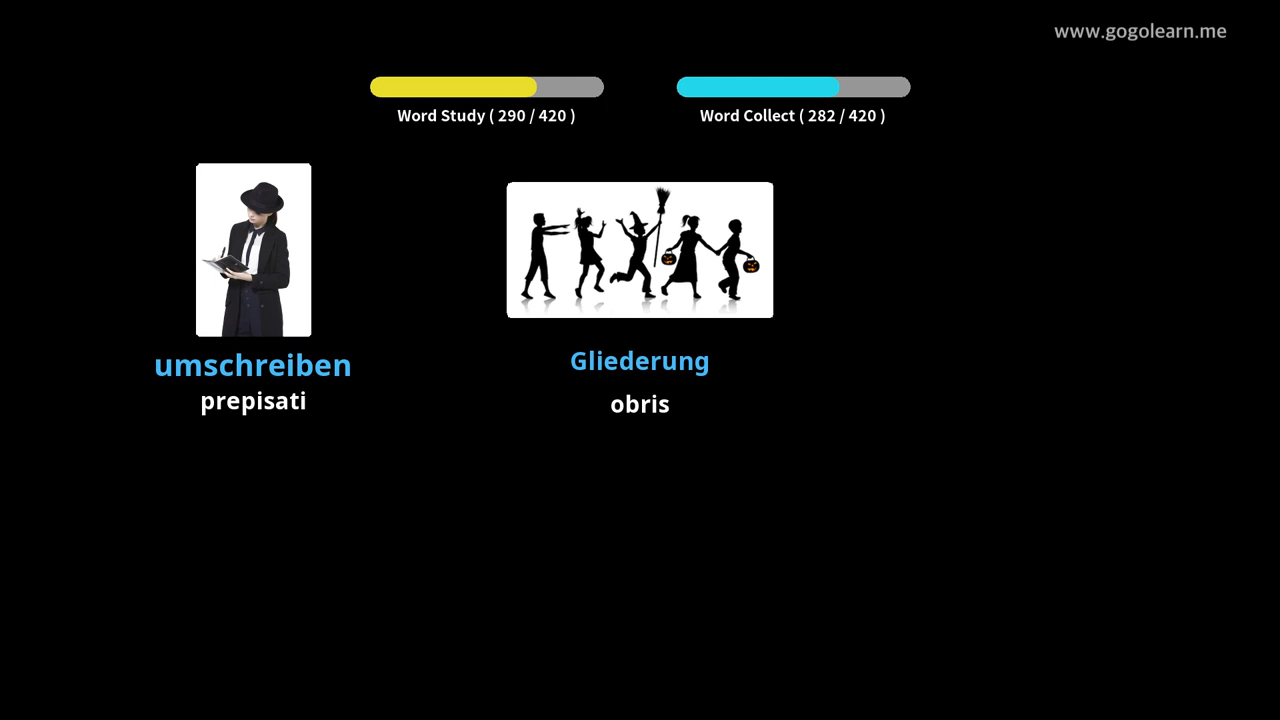 www.gogolearn.me
Word Study ( 290 / 420 )
Word Collect ( 282 / 420 )
umschreiben
prepisati
Gliederung
obris